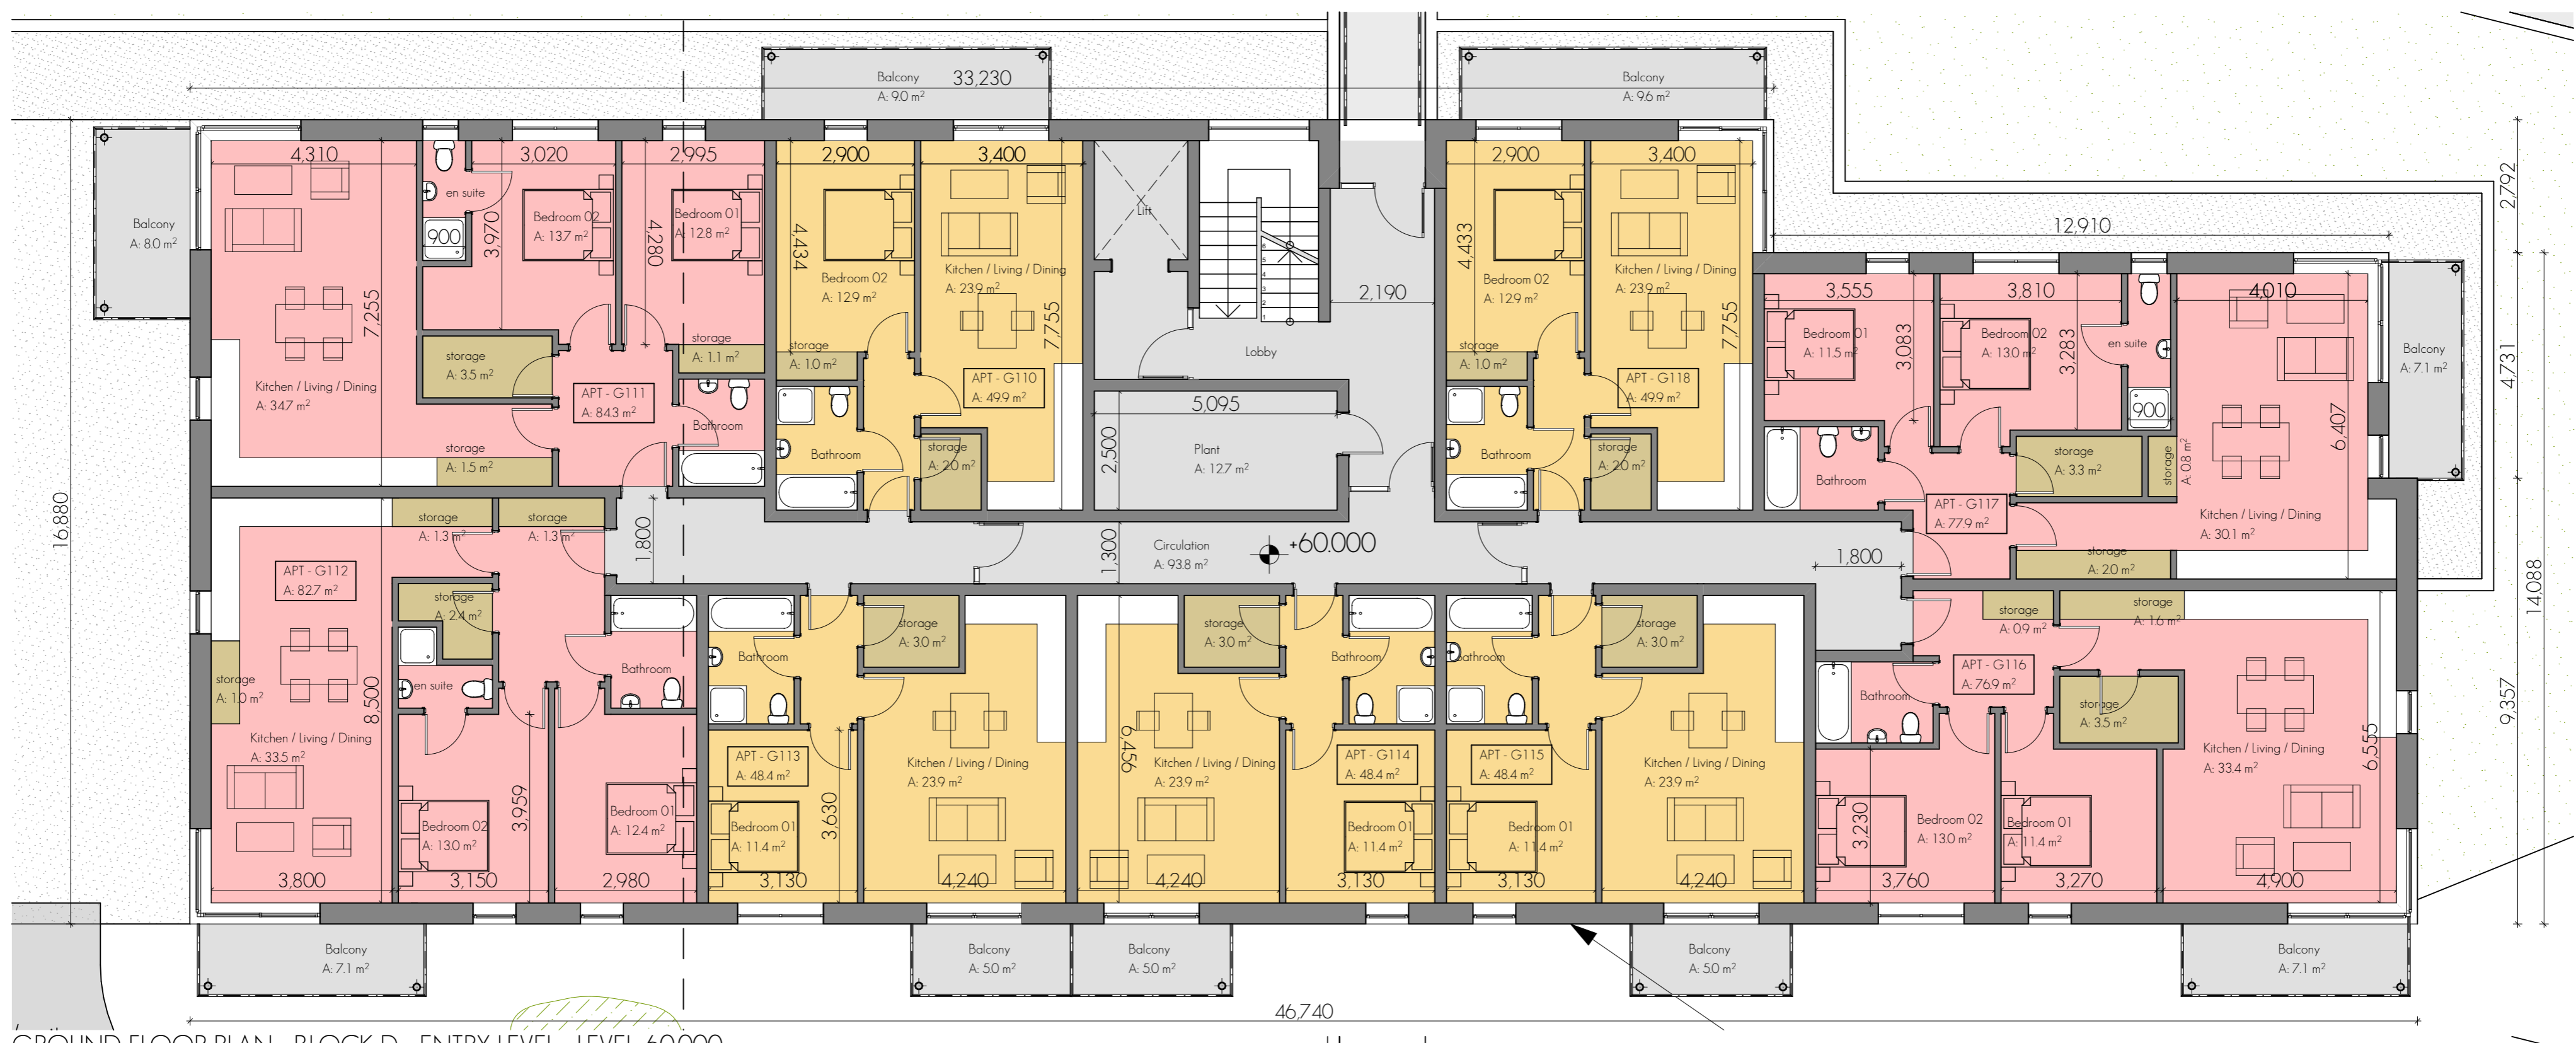 Balcony 33,230
A: 9.0 m²
Balcony
A: 9.6 m²
4,310
3,020
2,995
2,900
3,400
2,900
3,400
en suite
Bedroom 02
A: 13.7 m²
Bedroom 01
A: 12.8 m²
Balcony
A: 8.0 m²
900
3,970
4,280
4,434
Bedroom 02
A: 12.9 m²
Kitchen / Living / Dining
A: 23.9 m²
Lift
4,433
Bedroom 02
A: 12.9 m²
Kitchen / Living / Dining
A: 23.9 m²
2,792
12,910
2,190
7,255
7,755
7,755
3,555
3,810
4,010
Bedroom 01
A: 11.5 m²
3,083
Bedroom 02
A: 13.0 m²
3,283
en suite
Balcony
A: 7.1 m²
4,731
storage
A: 3.5 m²
storage
A: 1.1 m²
storage
A: 1.0 m²
Lobby
storage
A: 1.0 m²
Kitchen / Living / Dining
A: 34.7 m²
APT - G111
A: 84.3 m²
APT - G110
A: 49.9 m²
APT - G118
A: 49.9 m²
5,095
900
6,407
Bathroom
storage
A: 1.5 m²
Bathroom
storage
A: 2.0 m²
2,500
Plant
A: 12.7 m²
Bathroom
storage
A: 2.0 m²
Bathroom
storage
A: 3.3 m²
storage
A: 0.8 m²
16,880
storage
A: 1.3 m²
storage
A: 1.3 m²
1,800
1,300
Circulation
A: 93.8 m²
+60.000
APT - G117
A: 77.9 m²
Kitchen / Living / Dining
A: 30.1 m²
1,800
storage
A: 2.0 m²
14,088
APT - G112
A: 82.7 m²
storage
A: 2.4 m²
storage
A: 3.0 m²
storage
A: 3.0 m²
storage
A: 3.0 m²
storage
A: 0.9 m²
storage
A: 1.6 m²
storage
A: 1.0 m²
en suite
Bathroom
Bathroom
Bathroom
Bathroom
Bathroom
APT - G116
A: 76.9 m²
storage
A: 3.5 m²
8,500
9,357
Kitchen / Living / Dining
A: 33.5 m²
APT - G113
A: 48.4 m²
Kitchen / Living / Dining
A: 23.9 m²
6,456
Kitchen / Living / Dining
A: 23.9 m²
APT - G114
A: 48.4 m²
APT - G115
A: 48.4 m²
Kitchen / Living / Dining
A: 23.9 m²
Kitchen / Living / Dining
A: 33.4 m²
6,555
Bedroom 02
A: 13.0 m²
3,959
Bedroom 01
A: 12.4 m²
Bedroom 01
A: 11.4 m²
3,630
Bedroom 01
A: 11.4 m²
Bedroom 01
A: 11.4 m²
3,230
Bedroom 02
A: 13.0 m²
Bedroom 01
A: 11.4 m²
3,800
3,150
2,980
3,130
4,240
4,240
3,130
3,130
4,240
3,760
3,270
4,900
Balcony
A: 7.1 m²
Balcony
A: 5.0 m²
Balcony
A: 5.0 m²
Balcony
A: 5.0 m²
Balcony
A: 7.1 m²
46,740
GROUND FLOOR PLAN - BLOCK D - ENTRY LEVEL - LEVEL 60.000